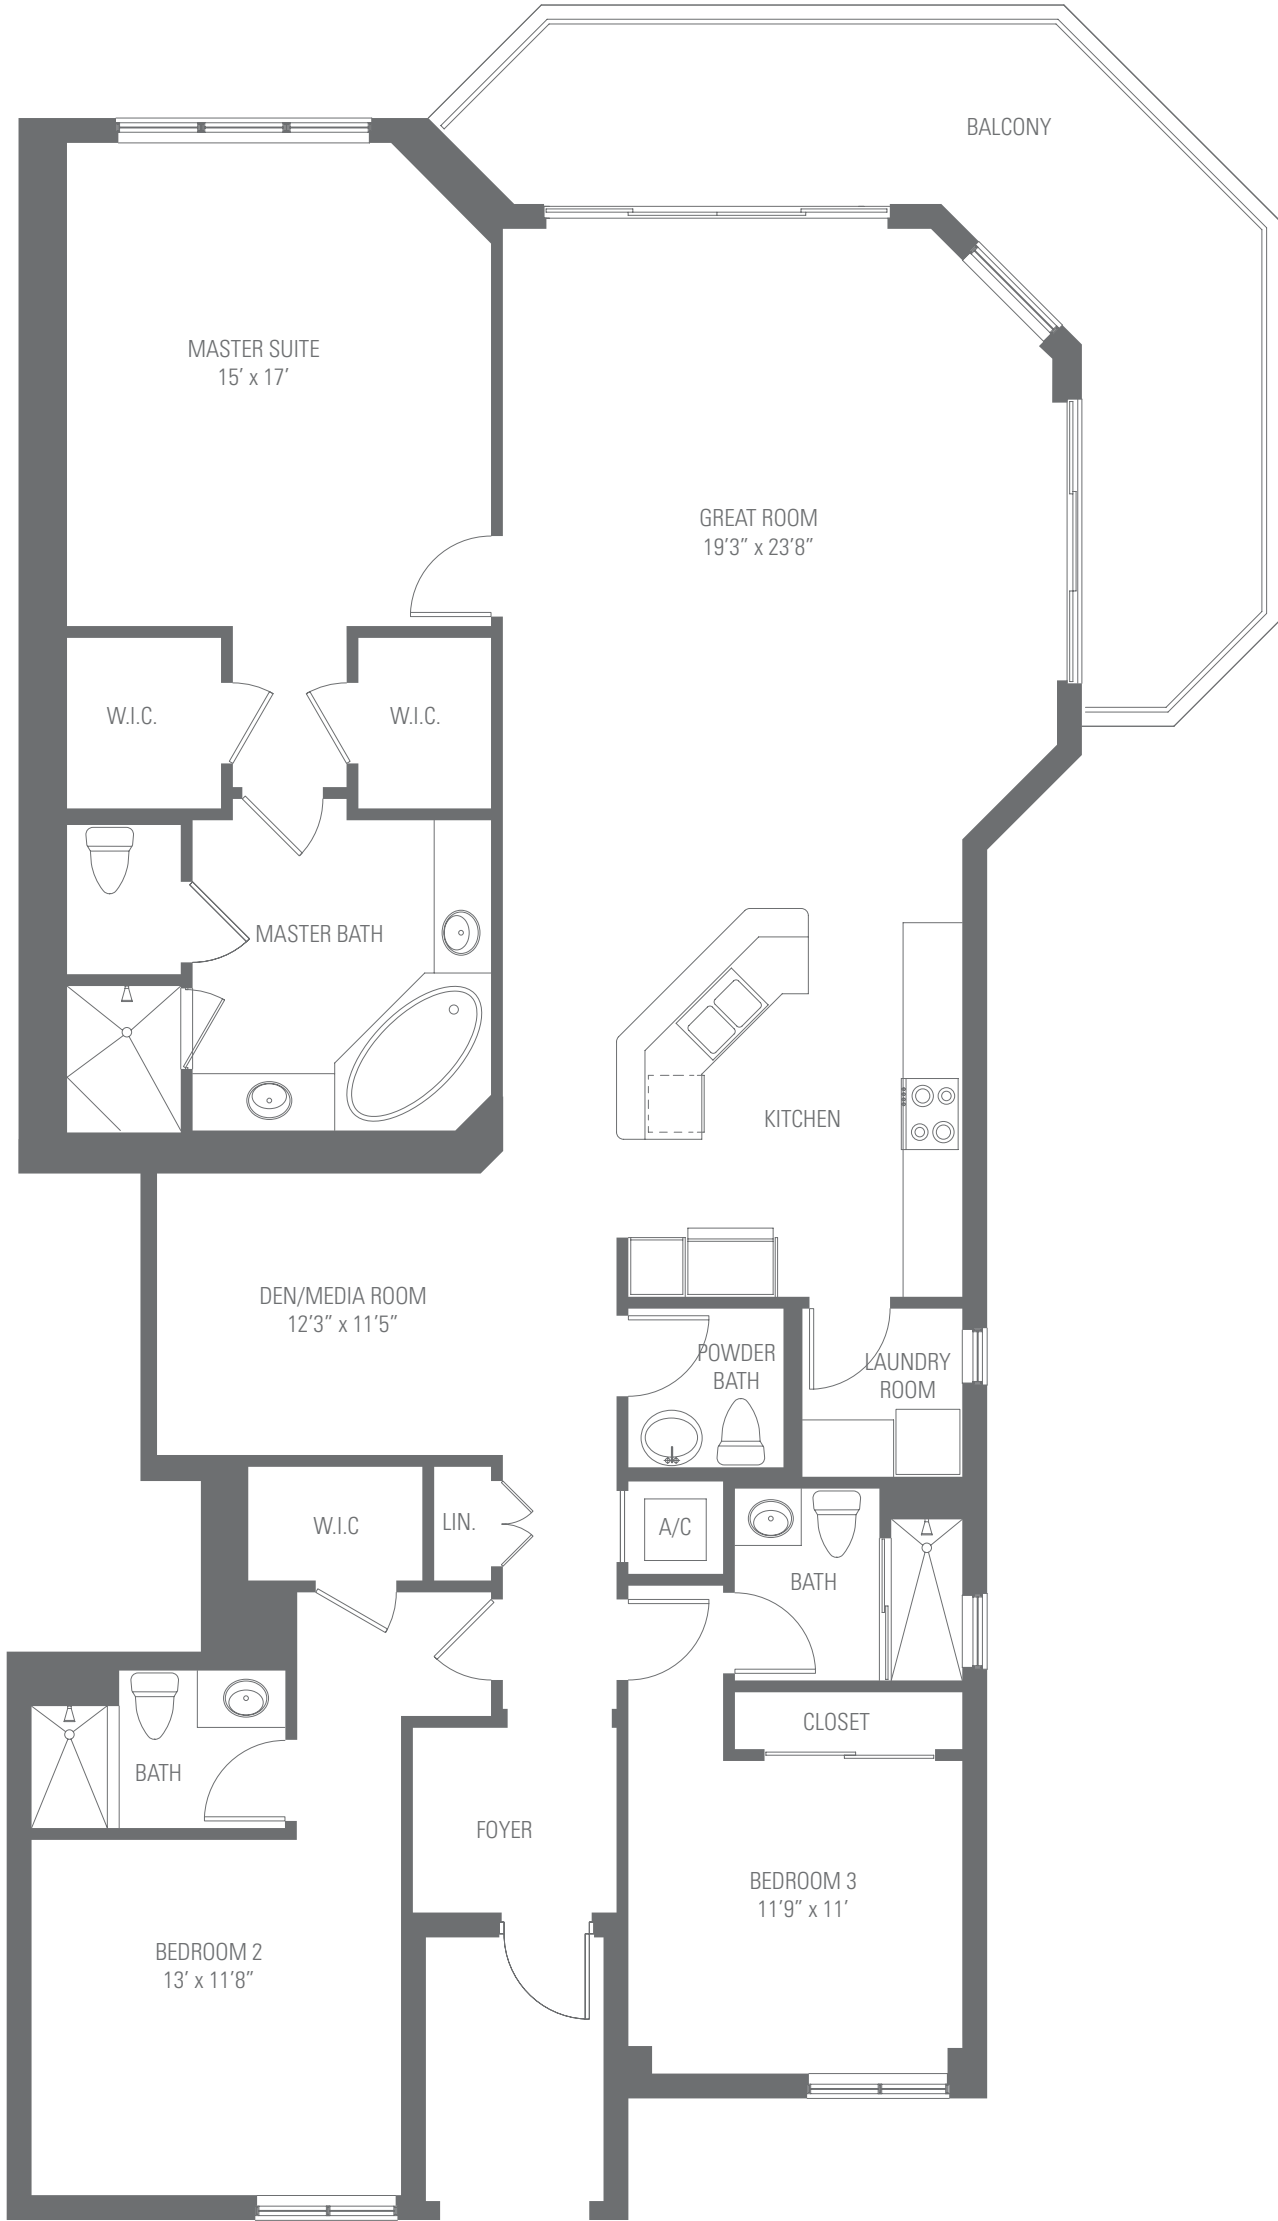 BALCONY
MASTER SUITE
15’ x 17’
GREAT ROOM
19’3” x 23’8”
W.I.C.
W.I.C.
MASTER BATH
KITCHEN
DEN/MEDIA ROOM
12’3” x 11’5”
POWDER
BATH
LAUNDRY
ROOM
W.I.C
LIN.
A/C
BATH
CLOSET
BATH
FOYER
BEDROOM 3
11’9” x 11’
BEDROOM 2
13’ x 11’8”